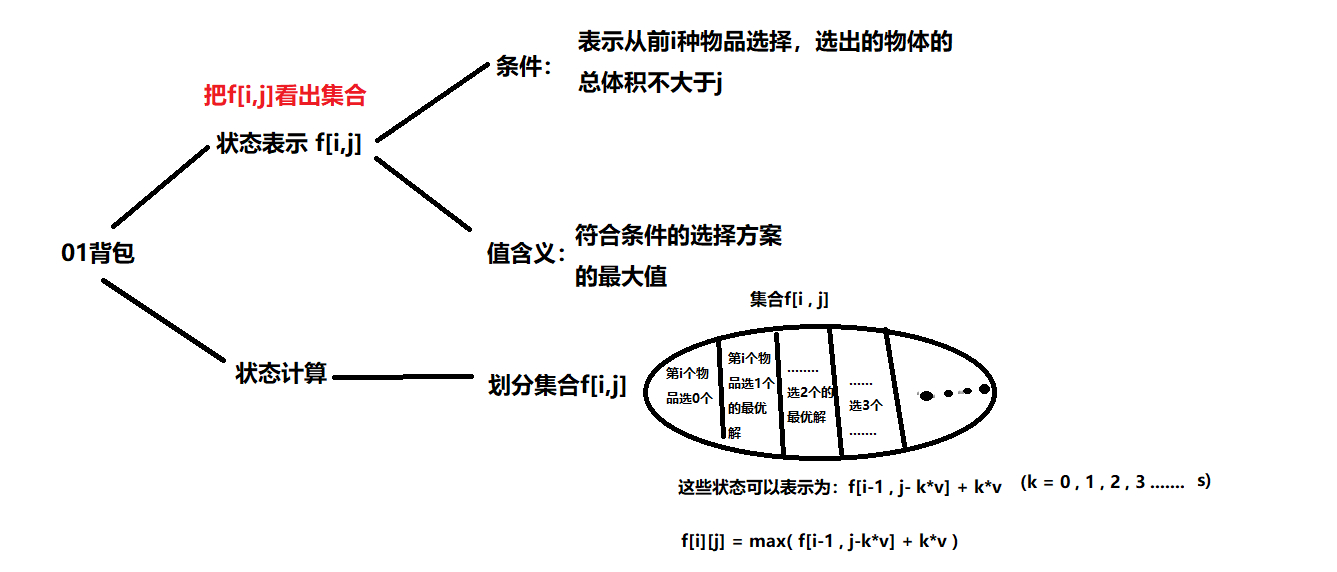 表示从前i种物品选择，选出的物体的
总体积不大于j
条件：
把f[i,j]看出集合
状态表示 f[i,j]
01背包
值含义：
符合条件的选择方案
的最大值
状态计算
划分集合f[i,j]
集合f[i , j]
第i个物
品选0个
第i个物
品选1个
的最优
解
........
选2个的
最优解
......
选3个
.......
这些状态可以表示为：f[i-1 , j- k*v] + k*v (k = 0 , 1 , 2 , 3 ....... s)
f[i][j] = max( f[i-1 , j-k*v] + k*v )